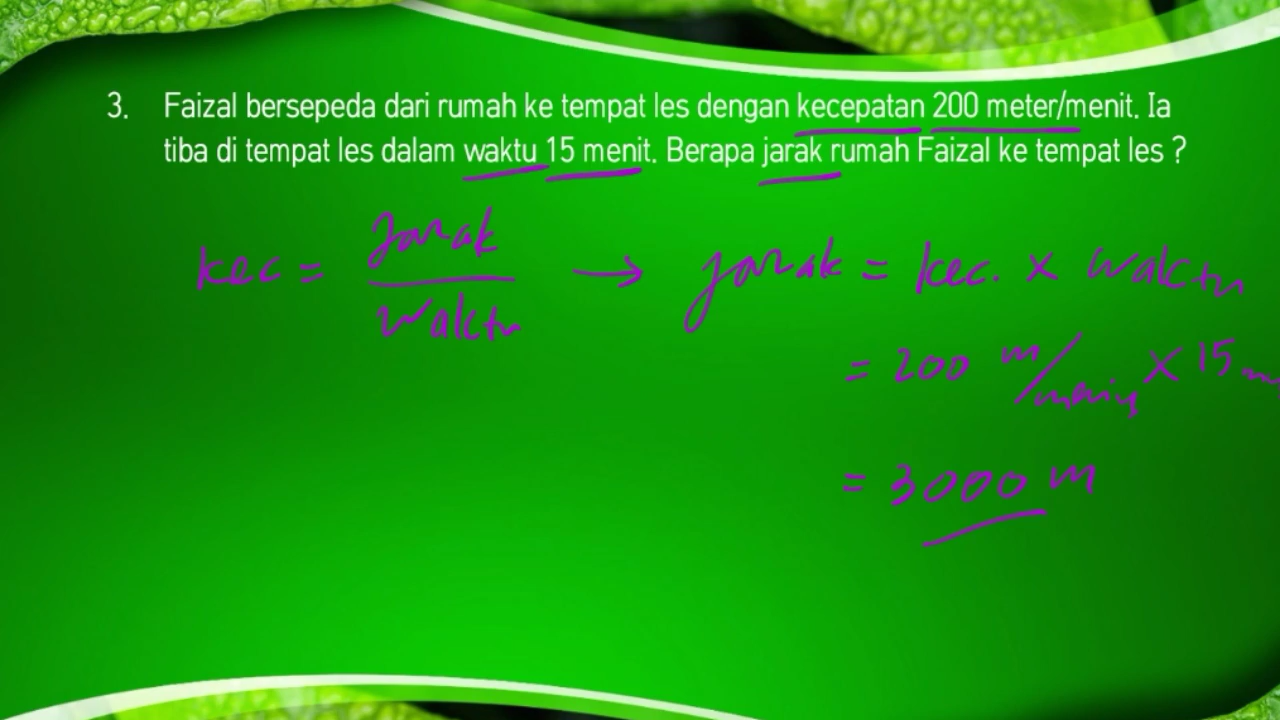 3. Faizal bersepeda dari rumah ke tempat les dengan kecepatan 200 meter/menit. Ia
tiba di tempat les dalam waktu 15 menit. Berapa jarak rumah Faizal ke tempat les ?
kec = jarak / waktu → jarak = kec. x waktu
= 200 m/menit x 15
= 3000 m